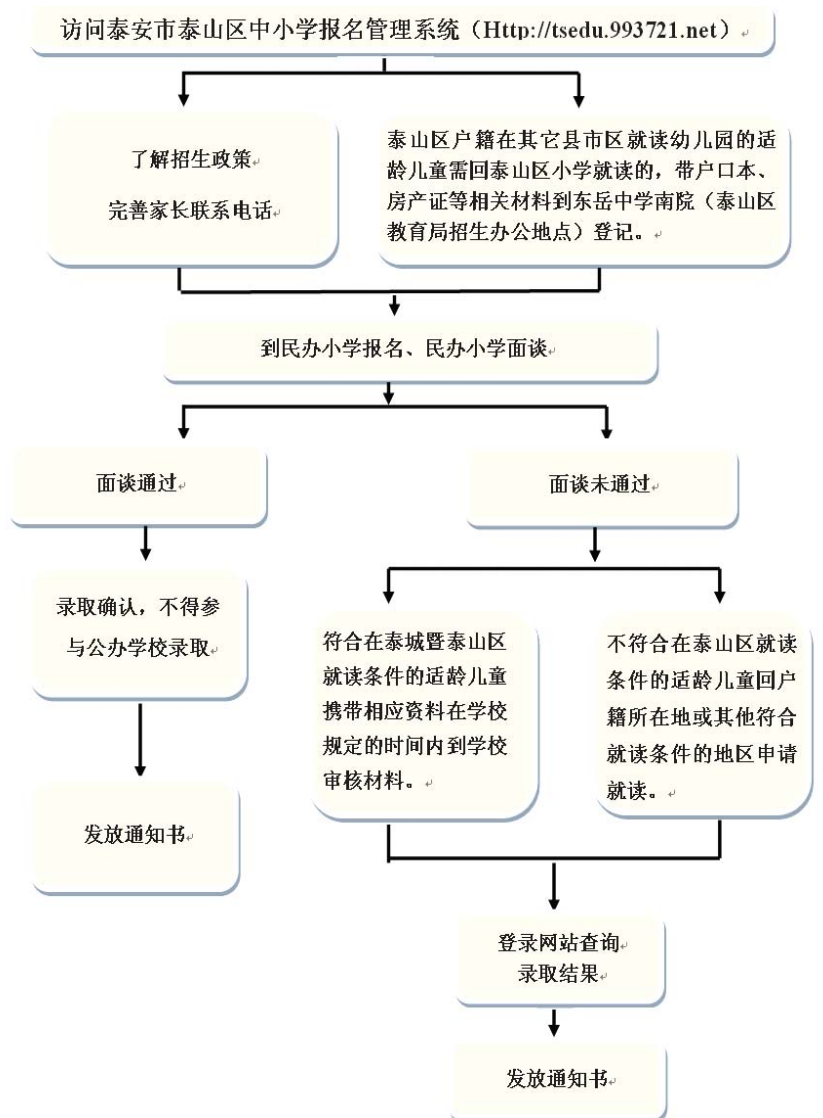 访问泰安市泰山区中小学报名管理系统（Http://tsedu.993721.net）
了解招生政策
完善家长联系电话
泰山区户籍在其它县市区就读幼儿园的适
龄儿童需回泰山区小学就读的，带户口本、
房产证等相关材料到东岳中学南院（泰山区
教育局招生办公地点）登记。
到民办小学报名、民办小学面谈
面谈通过
面谈未通过
录取确认，不得参
与公办学校录取
符合在泰城暨泰山区
就读条件的适龄儿童
携带相应资料在学校
规定的时间内到学校
审核材料。
不符合在泰山区就读
条件的适龄儿童回户
籍所在地或其他符合
就读条件的地区申请
就读。
发放通知书
登录网站查询
录取结果
发放通知书